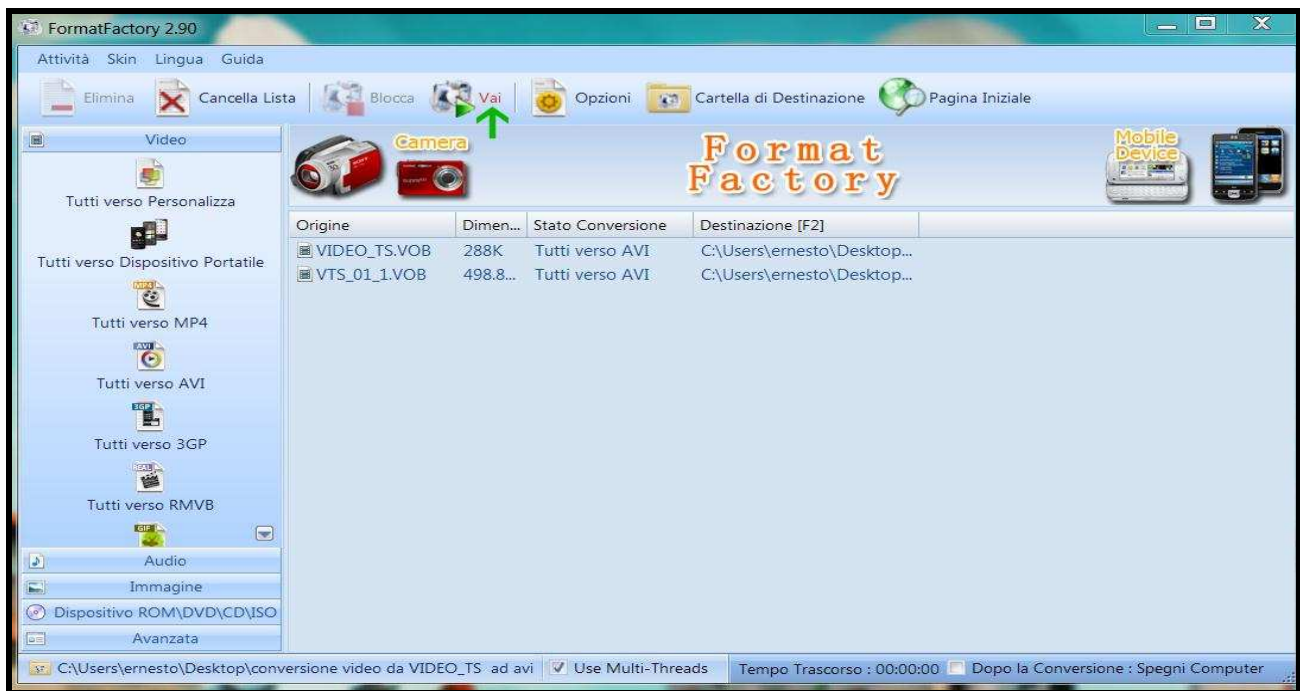 FormatFactory 2.90
Attività Skin Lingua Guida
Elimina Cancella Lista Blocca Vai Opzioni Cartella di Destinazione Pagina Iniziale
Video
Camera
Format
Factory
Mobile
Device
Tutti verso Personalizza
Tutti verso Dispositivo Portatile
MP4
Tutti verso MP4
AVI
Tutti verso AVI
3GP
Tutti verso 3GP
REAL
Tutti verso RMVB
GIF
Audio
Immagine
Dispositivo ROM\DVD\CD\ISO
Avanzata
Origine Dimen... Stato Conversione Destinazione [F2]
VIDEO_TS.VOB 288K Tutti verso AVI C:\Users\ernesto\Desktop...
VTS_01_1.VOB 498.8... Tutti verso AVI C:\Users\ernesto\Desktop...
C:\Users\ernesto\Desktop\conversione video da VIDEO_TS ad avi Use Multi-Threads Tempo Trascorso : 00:00:00 Dopo la Conversione : Spegni Computer